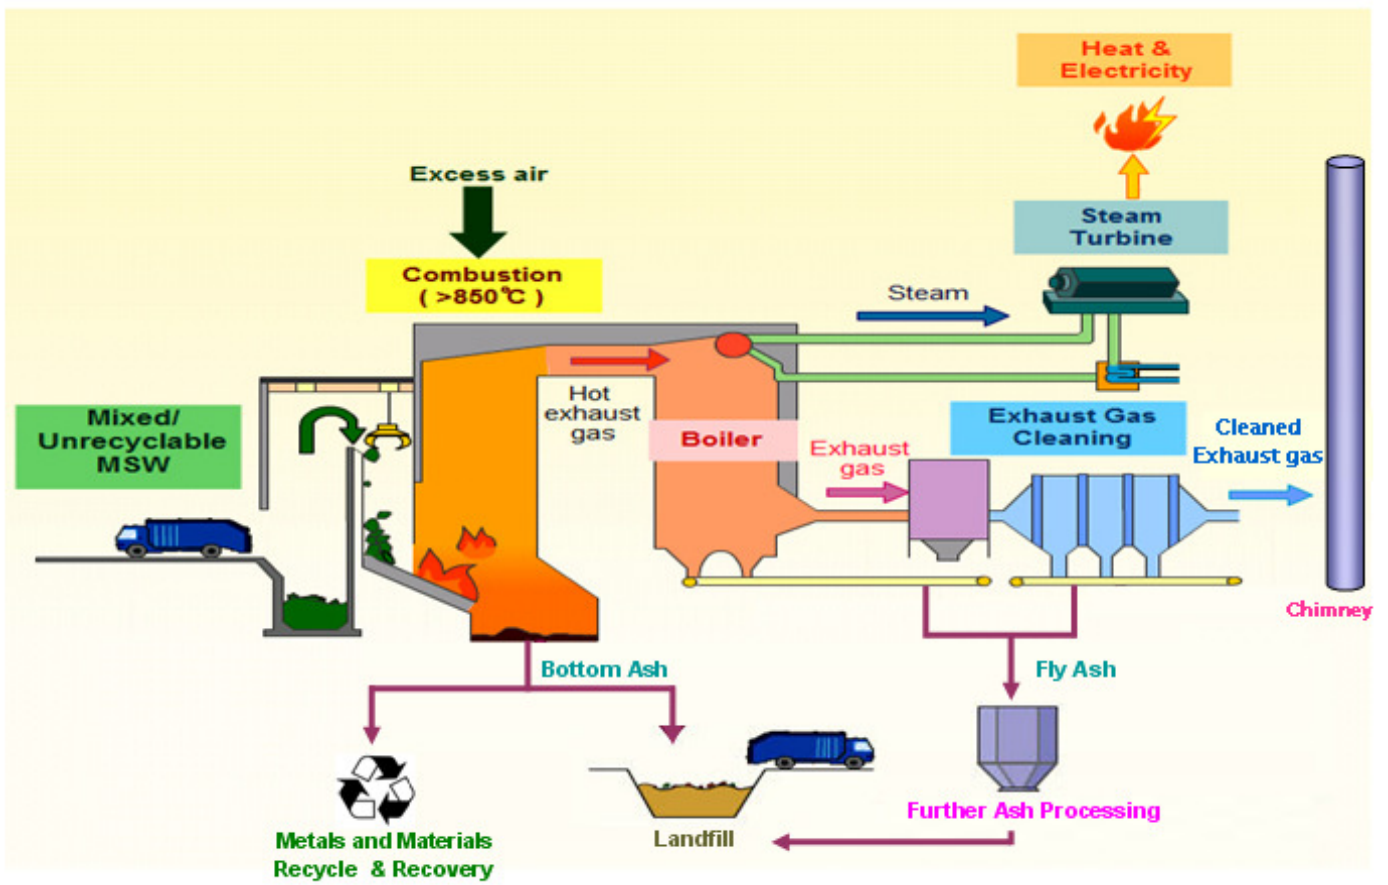 Heat &
Electricity
Excess air
Steam
Turbine
Combustion
( >850°C )
Steam
Mixed/
Unrecyclable
MSW
Hot
exhaust
gas
Boiler
Exhaust
gas
Exhaust Gas
Cleaning
Cleaned
Exhaust gas
Chimney
Bottom Ash
Fly Ash
Further Ash Processing
Metals and Materials
Recycle & Recovery
Landfill